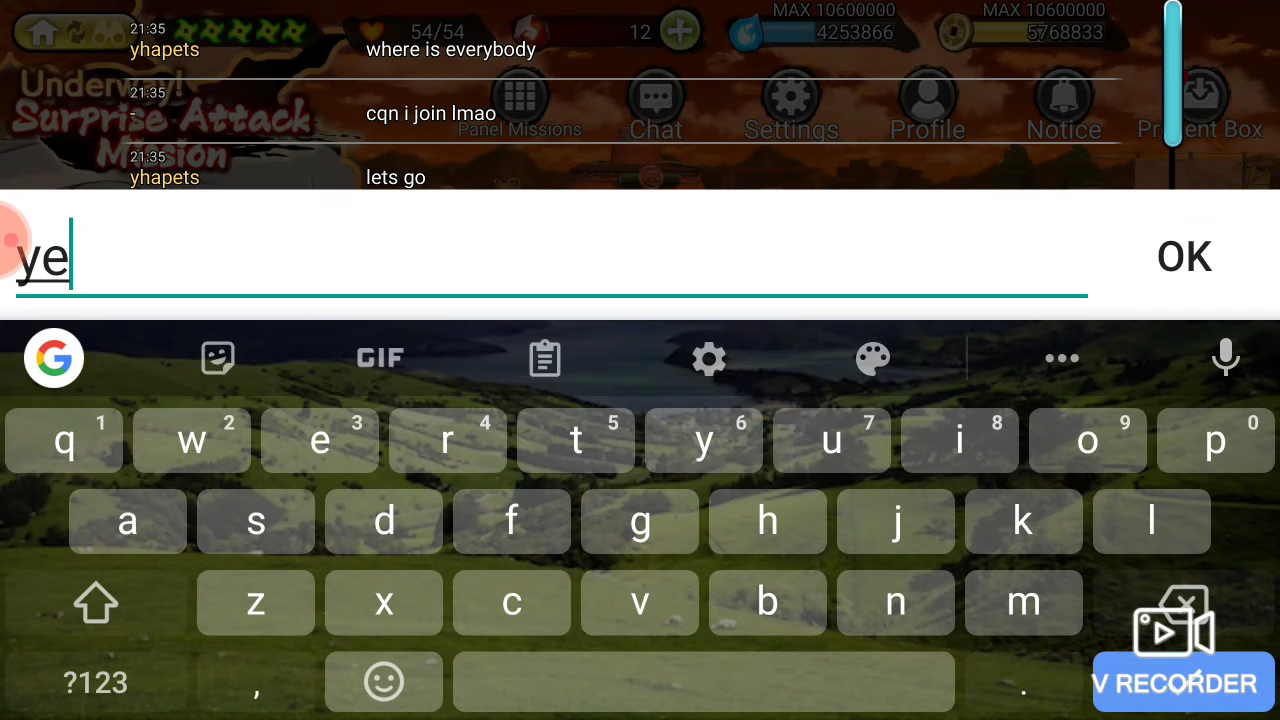 21:35
54/54
12
MAX 10600000
4253866
MAX 10600000
5768833
yhapets where is everybody
Underway!
Surprise Attack
Mission
21:35
- cqn i join lmao
Panel Missions Chat Settings Profile Notice Present Box
21:35
yhapets lets go
ye
OK
G GIF
q 1 w 2 e 3 r 4 t 5 y 6 u 7 i 8 o 9 p 0
a s d f g h j k l
z x c v b n m
?123 , .
V RECORDER